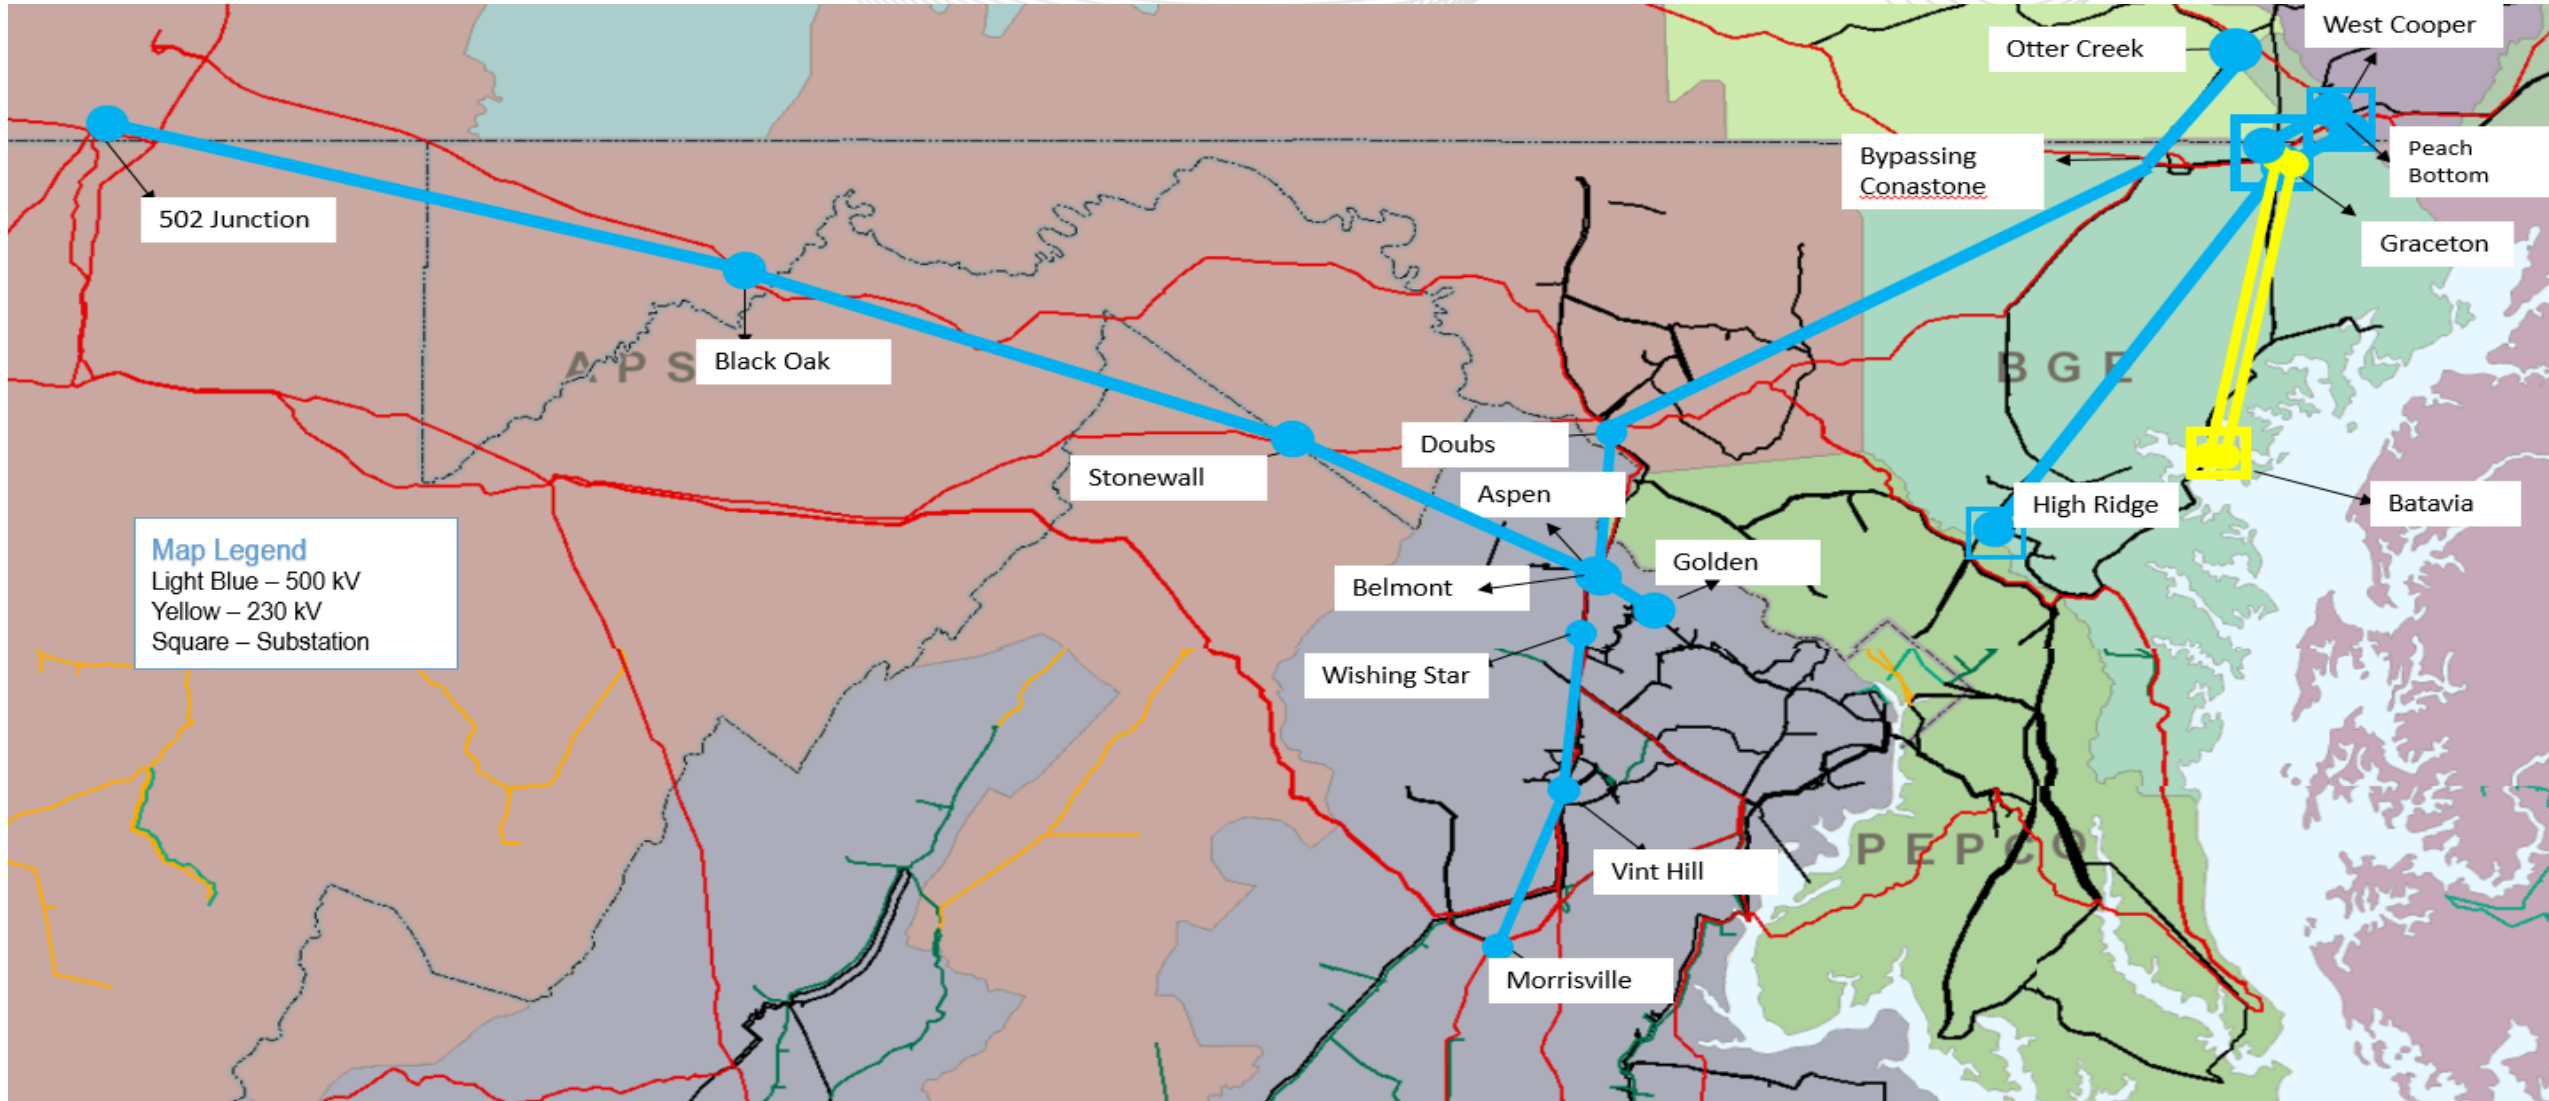 West Cooper
Otter Creek
Bypassing
Conastone
Peach
Bottom
502 Junction
Graceton
APS
Black Oak
BGE
Doubs
Stonewall
Aspen
High Ridge
Batavia
Map Legend
Light Blue – 500 kV
Yellow – 230 kV
Square – Substation
Golden
Belmont
Wishing Star
PEPCO
Vint Hill
Morrisville